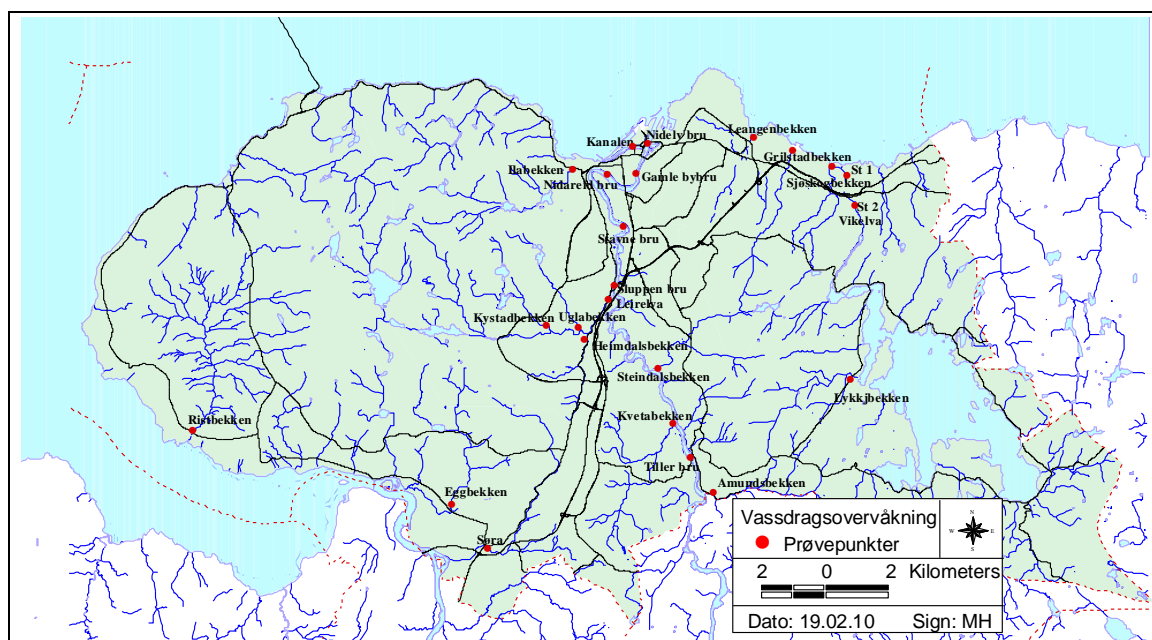 Leangenbekken
Nidelv bru
Kanalen
Grilstadbekken
Ilabekken
St 1
Gamle bybru
Sjøskogbekken
Nidareid bru
St 2
Vikelva
Stavne bru
Sluppen bru
Leirelva
Kystadbekken
Uglabekken
Heimdalsbekken
Steindalsbekken
Lykkjbekken
Kvetabekken
Ristbekken
Tiller bru
Amundsbekken
Eggbekken
Søra
Vassdragsovervåkning
N
W
E
S
Prøvepunkter
2 0 2 Kilometers
Dato: 19.02.10 Sign: MH